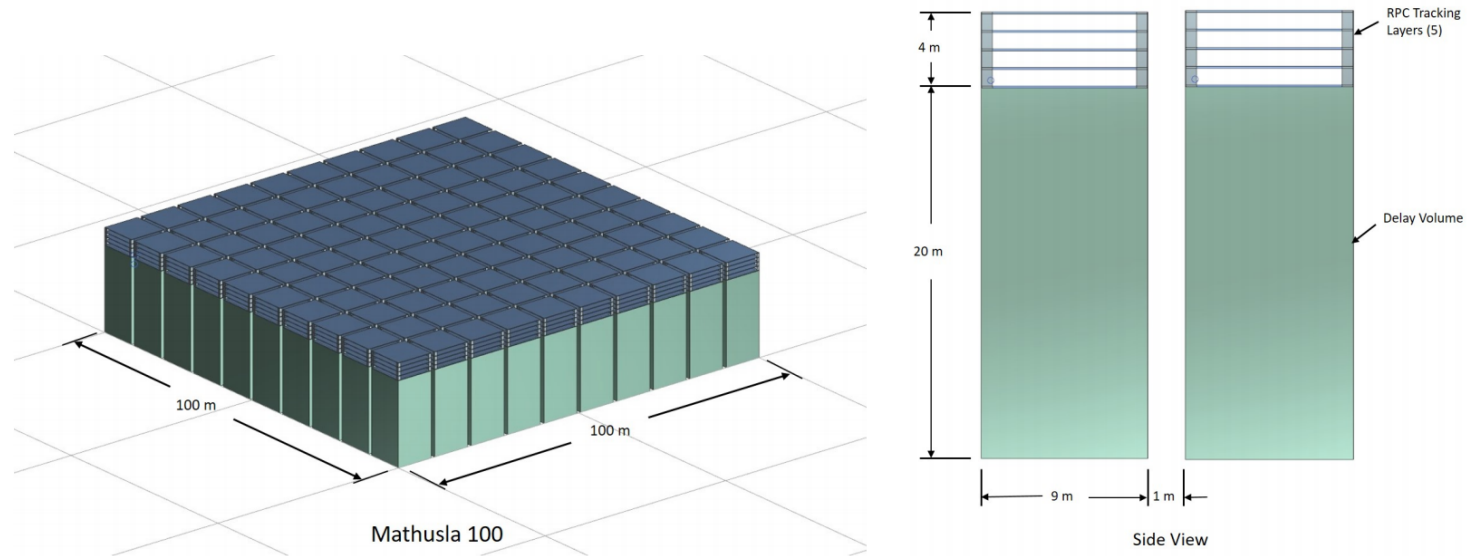 100 m
100 m
Mathusla 100
4 m
RPC Tracking
Layers (5)
20 m
Delay Volume
9 m
1 m
Side View